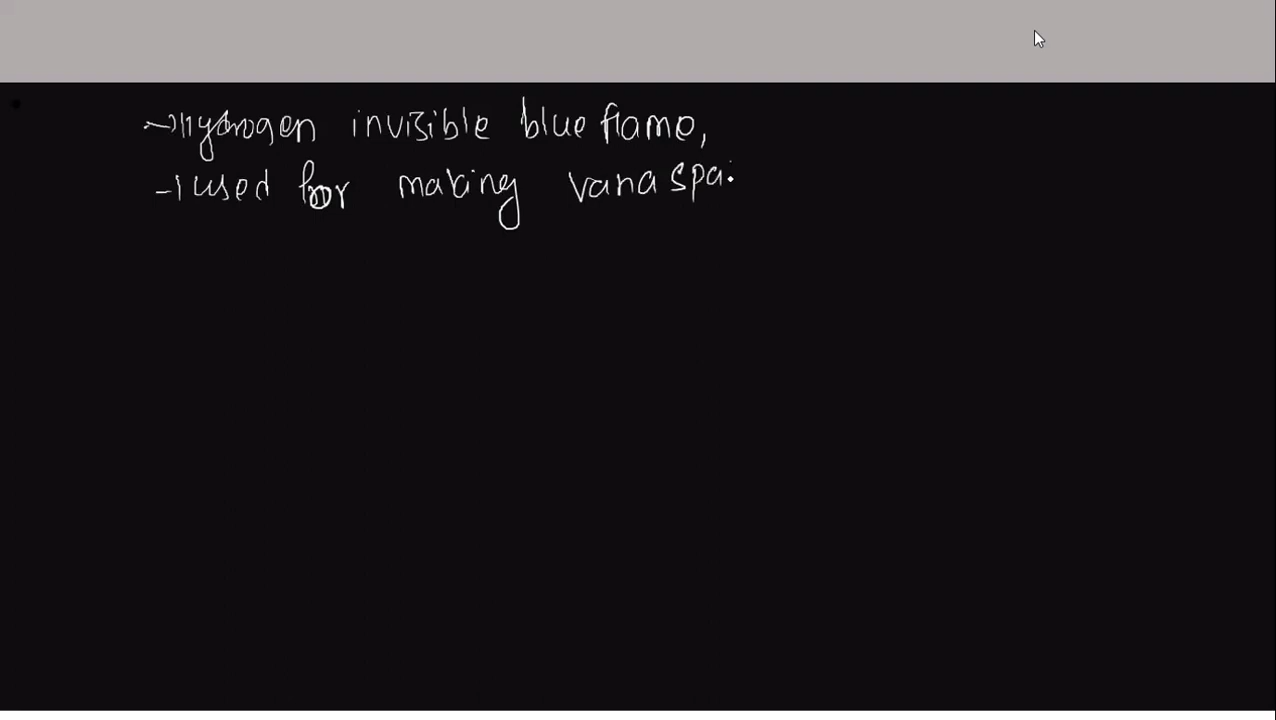 → Hydrogen invisible blue flame,
→ used for making vanaspa